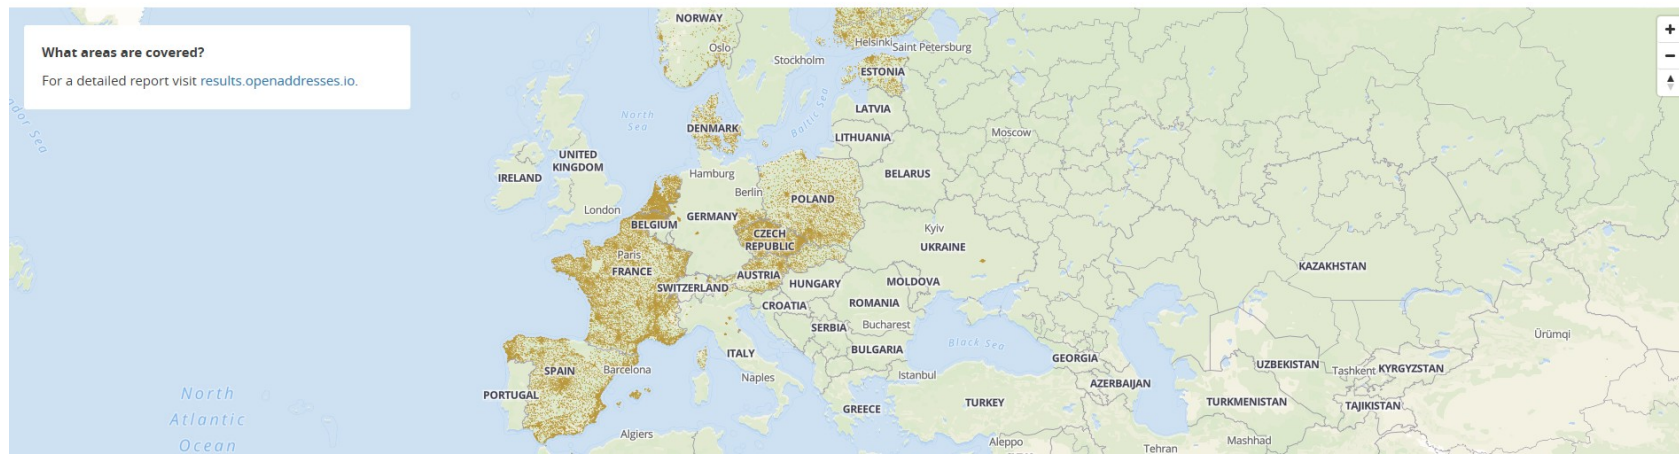 What areas are covered?
For a detailed report visit results.openaddresses.io.
+
−
NORWAY
Oslo
Helsinki
Saint Petersburg
Stockholm
ESTONIA
North
Sea
Baltic Sea
LATVIA
DENMARK
LITHUANIA
Moscow
UNITED
KINGDOM
IRELAND
Hamburg
BELARUS
Berlin
POLAND
London
GERMANY
BELGIUM
CZECH
REPUBLIC
Kyiv
UKRAINE
Paris
FRANCE
KAZAKHSTAN
AUSTRIA
SWITZERLAND
HUNGARY
MOLDOVA
CROATIA
ROMANIA
SERBIA
Bucharest
Ürümqi
Black Sea
BULGARIA
ITALY
GEORGIA
UZBEKISTAN
Tashkent
KYRGYZSTAN
SPAIN
Barcelona
Istanbul
Naples
AZERBAIJAN
PORTUGAL
GREECE
TURKEY
TURKMENISTAN
TAJIKISTAN
North
Atlantic
Ocean
Algiers
Aleppo
Tehran
Mashhad